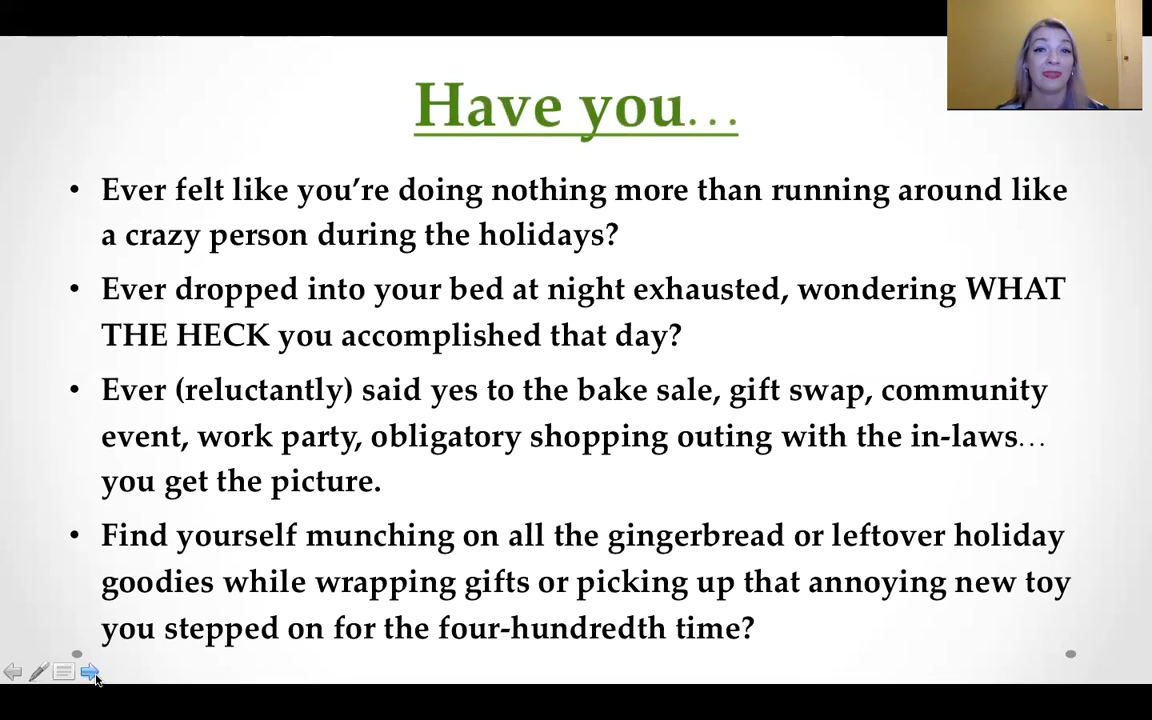 Have you...
• Ever felt like you’re doing nothing more than running around like
a crazy person during the holidays?
• Ever dropped into your bed at night exhausted, wondering WHAT
THE HECK you accomplished that day?
• Ever (reluctantly) said yes to the bake sale, gift swap, community
event, work party, obligatory shopping outing with the in-laws...
you get the picture.
• Find yourself munching on all the gingerbread or leftover holiday
goodies while wrapping gifts or picking up that annoying new toy
you stepped on for the four-hundredth time?